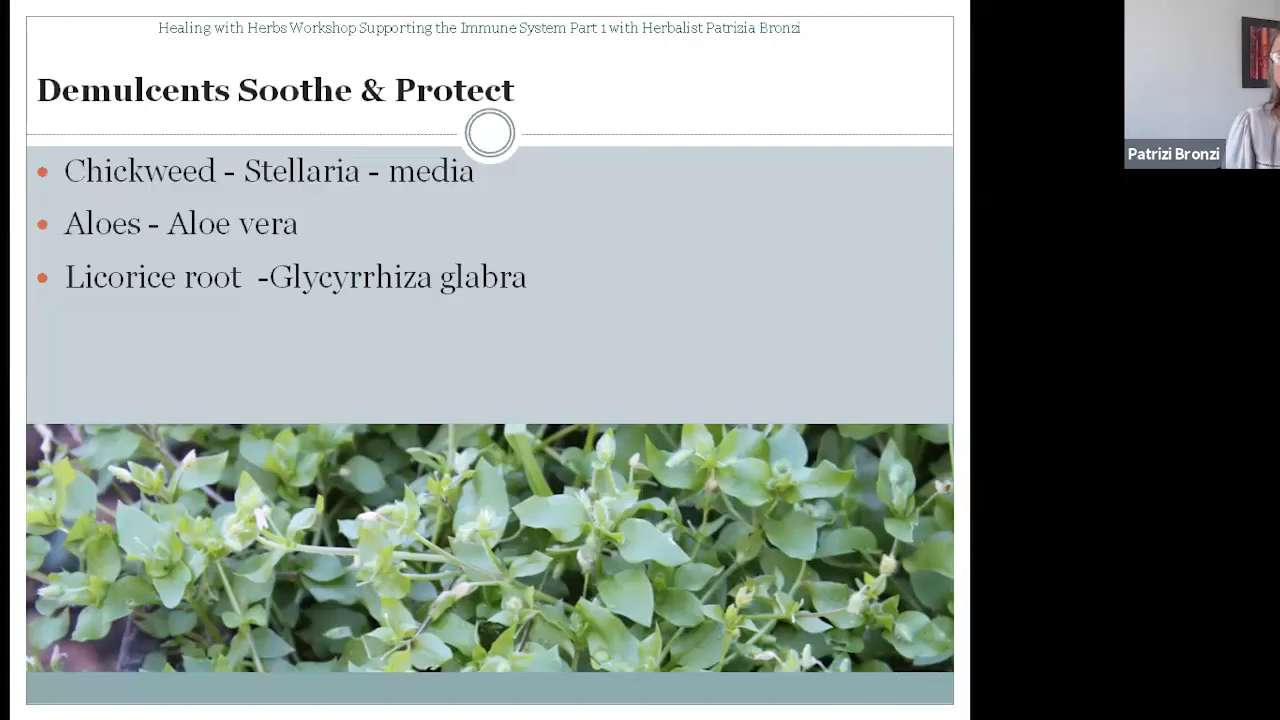 Healing with Herbs Workshop Supporting the Immune System Part 1 with Herbalist Patrizia Bronzi
Demulcents Soothe & Protect
Chickweed - Stellaria - media
Aloes - Aloe vera
Licorice root -Glycyrrhiza glabra
Patrizi Bronzi